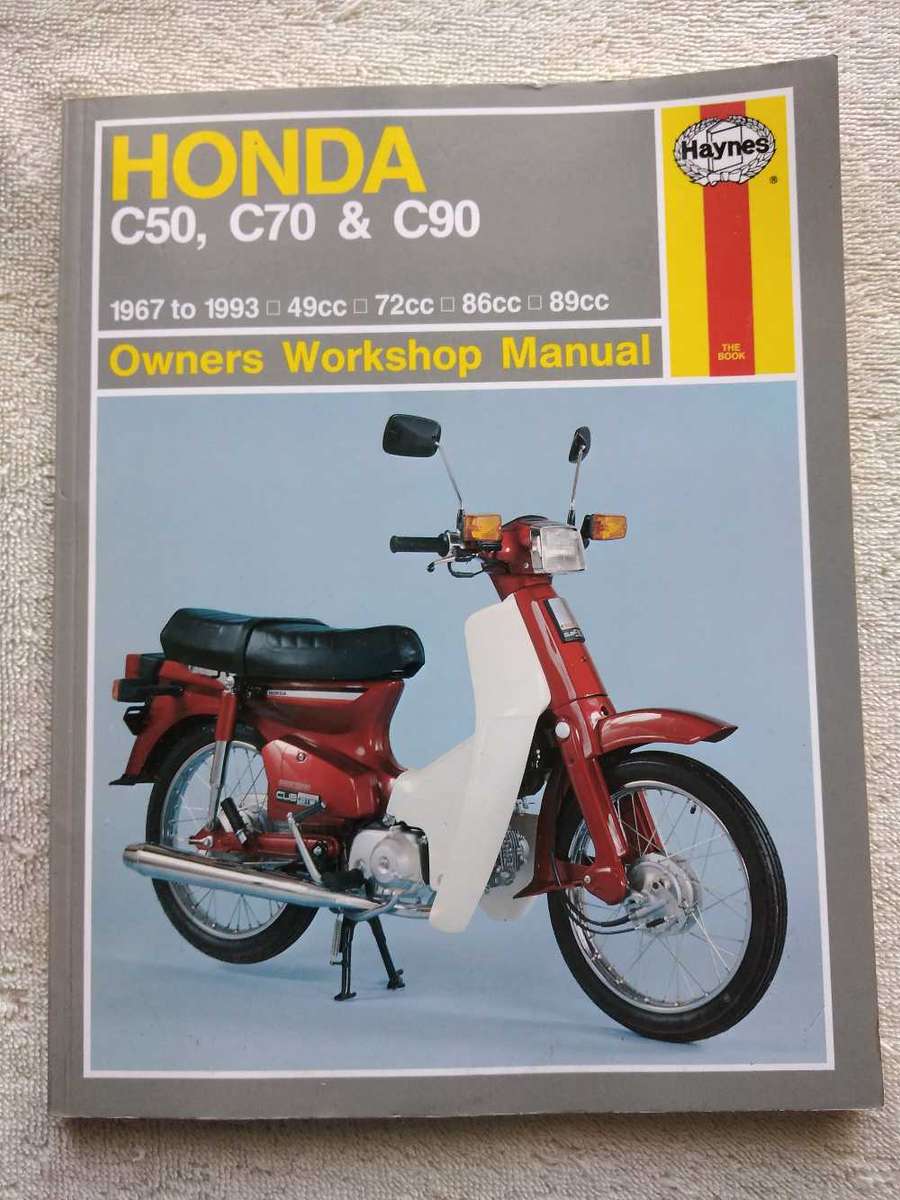 HONDA
C50, C70 & C90
1967 to 1993 □ 49cc □ 72cc □ 86cc □ 89cc
Owners Workshop Manual
Haynes
®
THE
BOOK
HONDA